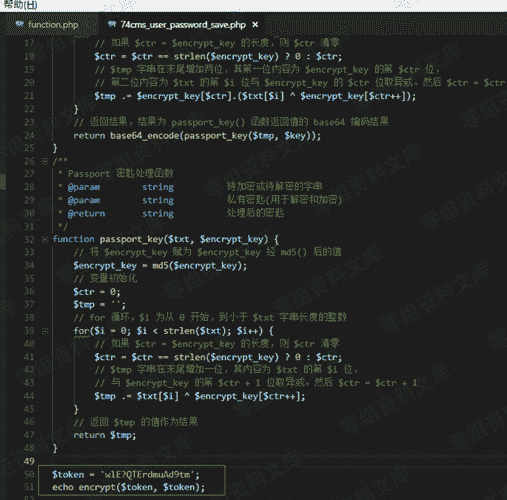 帮助(H)
function.php
74cms_user_password_save.php ×
17 // 如果 $ctr = $encrypt_key 的长度，则 $ctr 清零
18 $ctr = $ctr == strlen($encrypt_key) ? 0 : $ctr;
19 // $tmp 字串在末尾增加两位，其第一位内容为 $encrypt_key 的第 $ctr 位，
20 // 第二位内容为 $txt 的第 $i 位与 $encrypt_key 的 $ctr 位取异或。然后 $ctr = $ctr
21 $tmp .= $encrypt_key[$ctr].($txt[$i] ^ $encrypt_key[$ctr++]);
22 }
23 // 返回结果，结果为 passport_key() 函数返回值的 base64 编码结果
24 return base64_encode(passport_key($tmp, $key));
25 }
26 /**
27 * Passport 密匙处理函数
28 * @param string 待加密或待解密的字串
29 * @param string 私有密匙(用于解密和加密)
30 * @return string 处理后的密匙
31 */
32 function passport_key($txt, $encrypt_key) {
33 // 将 $encrypt_key 赋为 $encrypt_key 经 md5() 后的值
34 $encrypt_key = md5($encrypt_key);
35 // 变量初始化
36 $ctr = 0;
37 $tmp = '';
38 // for 循环，$i 为从 0 开始，到小于 $txt 字串长度的整数
39 for($i = 0; $i < strlen($txt); $i++) {
40 // 如果 $ctr = $encrypt_key 的长度，则 $ctr 清零
41 $ctr = $ctr == strlen($encrypt_key) ? 0 : $ctr;
42 // $tmp 字串在末尾增加一位，其内容为 $txt 的第 $i 位，
43 // 与 $encrypt_key 的第 $ctr + 1 位取异或。然后 $ctr = $ctr + 1
44 $tmp .= $txt[$i] ^ $encrypt_key[$ctr++];
45 }
46 // 返回 $tmp 的值作为结果
47 return $tmp;
48 }
49
50 $token = 'wlE?QTErdmuAd9tm';
51 echo encrypt($token, $token);
零组资料文库